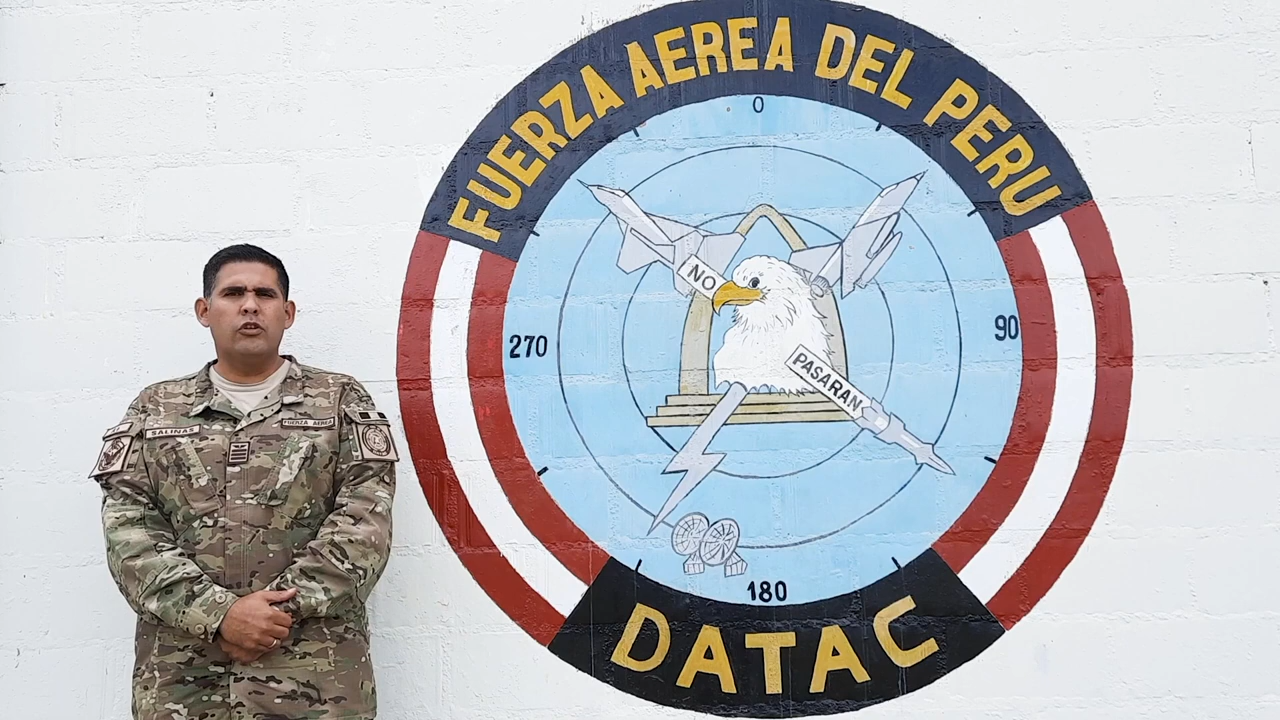 FUERZA AEREA DEL PERU
0
NO
270
90
PASARAN
180
DATAC
SALINAS
FUERZA AEREA